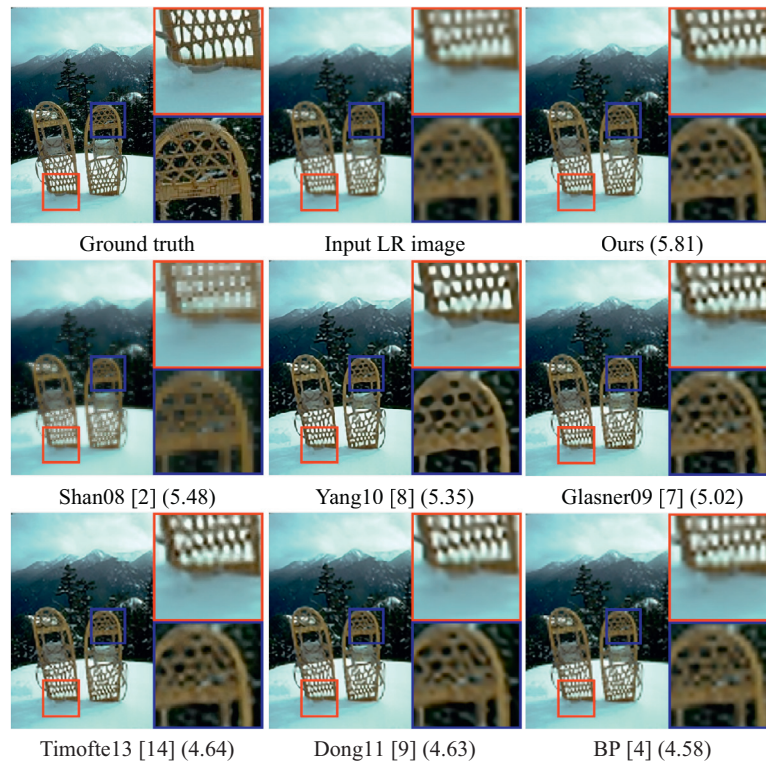 Ground truth
Input LR image
Ours (5.81)
Shan08 [2] (5.48)
Yang10 [8] (5.35)
Glasner09 [7] (5.02)
Timofte13 [14] (4.64)
Dong11 [9] (4.63)
BP [4] (4.58)